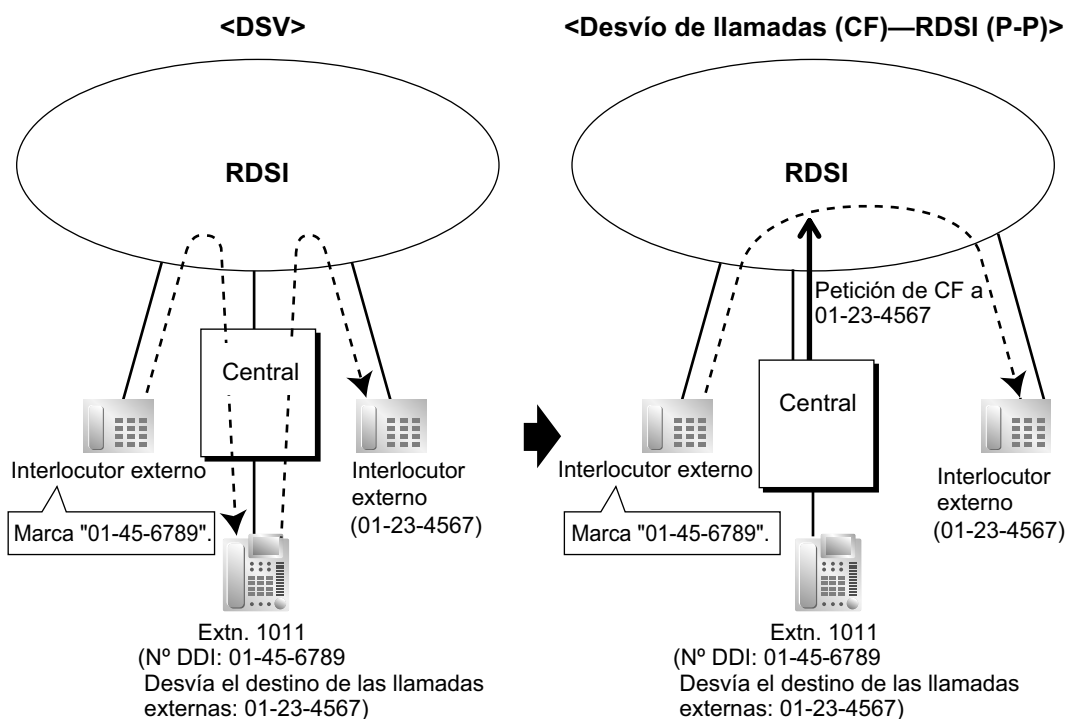 <DSV>
RDSI
Central
Interlocutor externo
Marca "01-45-6789".
Interlocutor
externo
(01-23-4567)
Extn. 1011
(Nº DDI: 01-45-6789
Desvía el destino de las llamadas
externas: 01-23-4567)
<Desvío de llamadas (CF)—RDSI (P-P)>
RDSI
Petición de CF a
01-23-4567
Central
Interlocutor externo
Marca "01-45-6789".
Interlocutor
externo
(01-23-4567)
Extn. 1011
(Nº DDI: 01-45-6789
Desvía el destino de las llamadas
externas: 01-23-4567)